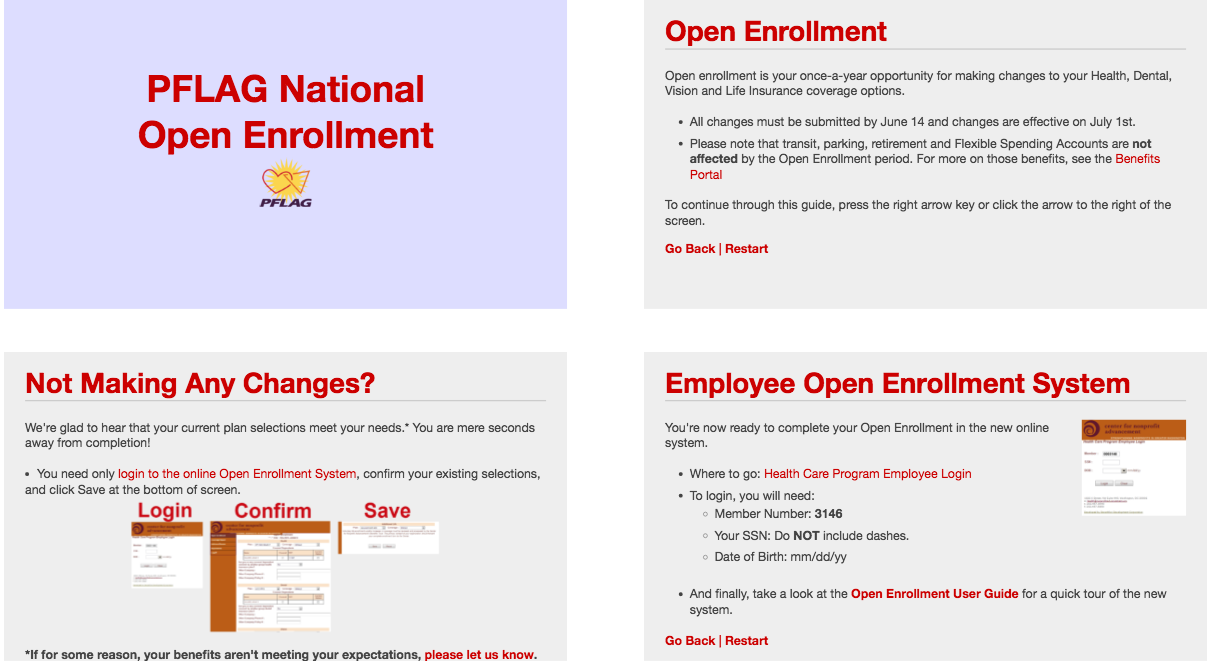 PFLAG National
Open Enrollment
PFLAG
Open Enrollment
Open enrollment is your once-a-year opportunity for making changes to your Health, Dental,
Vision and Life Insurance coverage options.
• All changes must be submitted by June 14 and changes are effective on July 1st.
• Please note that transit, parking, retirement and Flexible Spending Accounts are not
affected by the Open Enrollment period. For more on those benefits, see the Benefits
Portal
To continue through this guide, press the right arrow key or click the arrow to the right of the
screen.
Go Back | Restart
Not Making Any Changes?
We're glad to hear that your current plan selections meet your needs.* You are mere seconds
away from completion!
• You need only login to the online Open Enrollment System, confirm your existing selections,
and click Save at the bottom of screen.
Login Confirm Save
*If for some reason, your benefits aren't meeting your expectations, please let us know.
Employee Open Enrollment System
You're now ready to complete your Open Enrollment in the new online
system.
center for nonprofit
advancement
• Where to go: Health Care Program Employee Login
• To login, you will need:
◦ Member Number: 3146
◦ Your SSN: Do NOT include dashes.
◦ Date of Birth: mm/dd/yy
• And finally, take a look at the Open Enrollment User Guide for a quick tour of the new
system.
Go Back | Restart